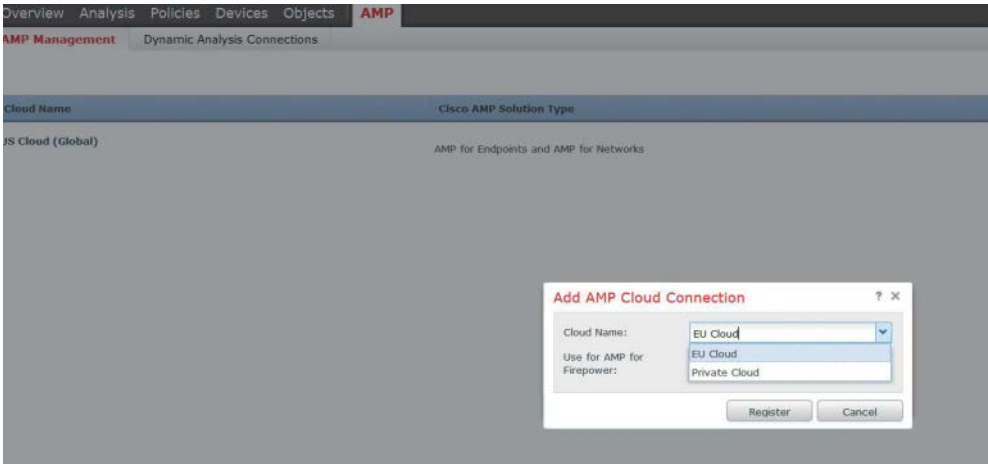 Overview Analysis Policies Devices Objects AMP
AMP Management Dynamic Analysis Connections
Cloud Name Cisco AMP Solution Type
US Cloud (Global) AMP for Endpoints and AMP for Networks
Add AMP Cloud Connection ? ×
Cloud Name: EU Cloud
Use for AMP for Firepower:
EU Cloud
Private Cloud
Register Cancel